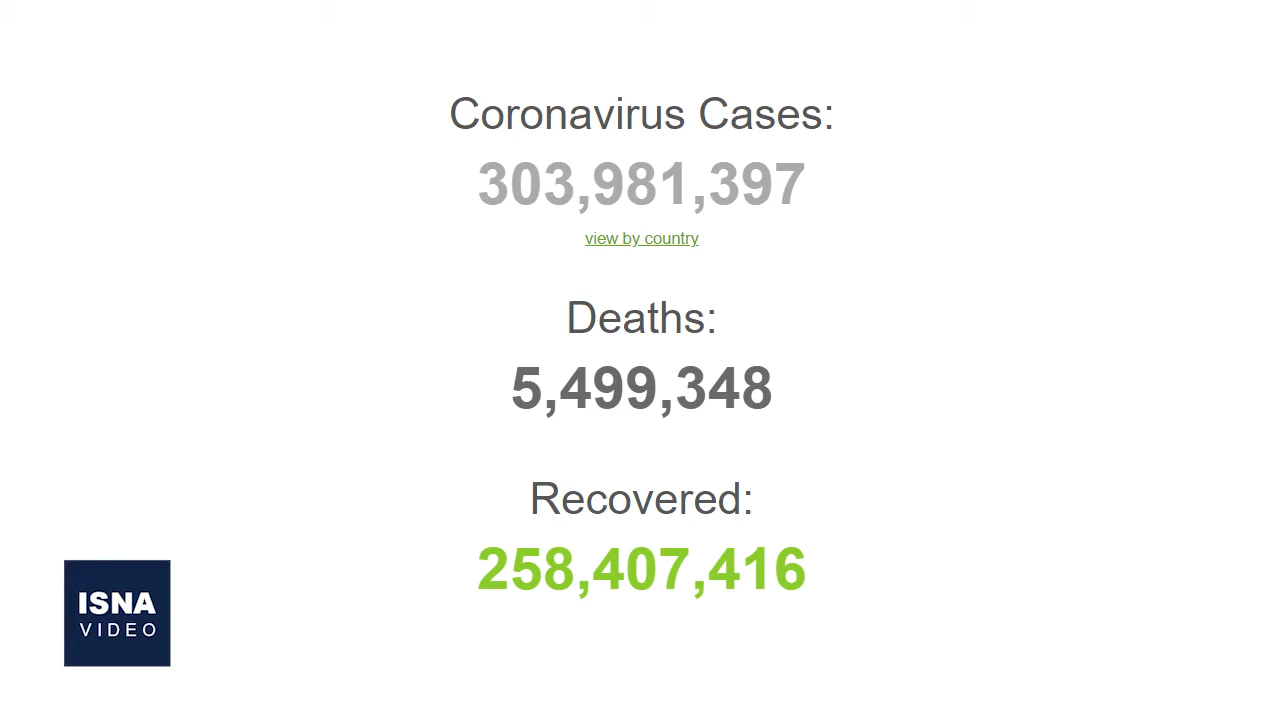 Coronavirus Cases:
303,981,397
view by country
Deaths:
5,499,348
Recovered:
258,407,416
ISNA
VIDEO